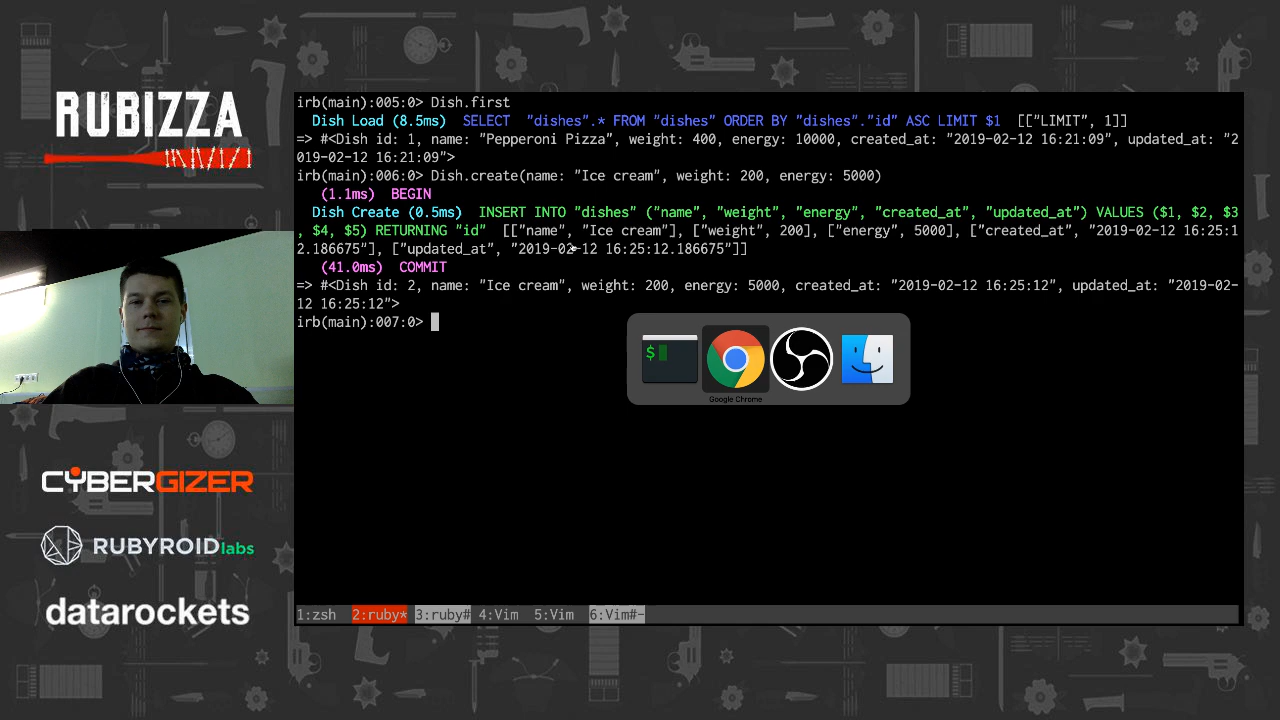 RUBIZZA
irb(main):005:0> Dish.first
Dish Load (8.5ms)  SELECT  "dishes".* FROM "dishes" ORDER BY "dishes"."id" ASC LIMIT $1  [["LIMIT", 1]]
=> #<Dish id: 1, name: "Pepperoni Pizza", weight: 400, energy: 10000, created_at: "2019-02-12 16:21:09", updated_at: "2
019-02-12 16:21:09">
irb(main):006:0> Dish.create(name: "Ice cream", weight: 200, energy: 5000)
(1.1ms)  BEGIN
Dish Create (0.5ms)  INSERT INTO "dishes" ("name", "weight", "energy", "created_at", "updated_at") VALUES ($1, $2, $3
, $4, $5) RETURNING "id"  [["name", "Ice cream"], ["weight", 200], ["energy", 5000], ["created_at", "2019-02-12 16:25:1
2.186675"], ["updated_at", "2019-02-12 16:25:12.186675"]]
(41.0ms)  COMMIT
=> #<Dish id: 2, name: "Ice cream", weight: 200, energy: 5000, created_at: "2019-02-12 16:25:12", updated_at: "2019-02-
12 16:25:12">
irb(main):007:0>
$
Google Chrome
CYBERGIZER
RUBYROIDlabs
datarockets
1:zsh  2:ruby* 3:ruby# 4:Vim  5:Vim  6:Vim#-